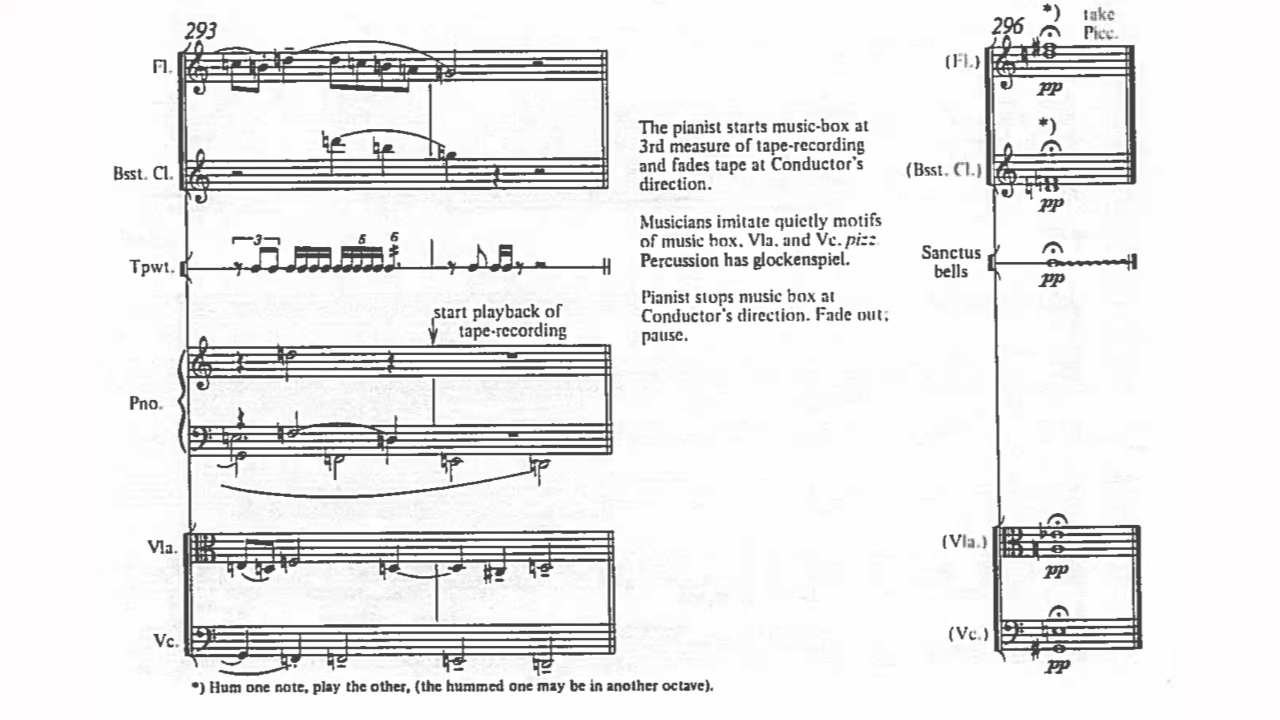 293
296
*) take
Picc.
Fl.
(Fl.)
pp
*)
The pianist starts music-box at
3rd measure of tape-recording
and fades tape at Conductor's
direction.
Bsst. Cl.
(Bsst. Cl.)
pp
Musicians imitate quietly motifs
of music box, Vla. and Vc. pizz
Percussion has glockenspiel.
3
6
6
Tpwt.
Sanctus
bells
pp
Pianist stops music box at
Conductor's direction. Fade out;
pause.
start playback of
tape-recording
Pno.
Vla.
(Vla.)
pp
Vc.
(Vc.)
pp
*) Hum one note, play the other, (the hummed one may be in another octave).